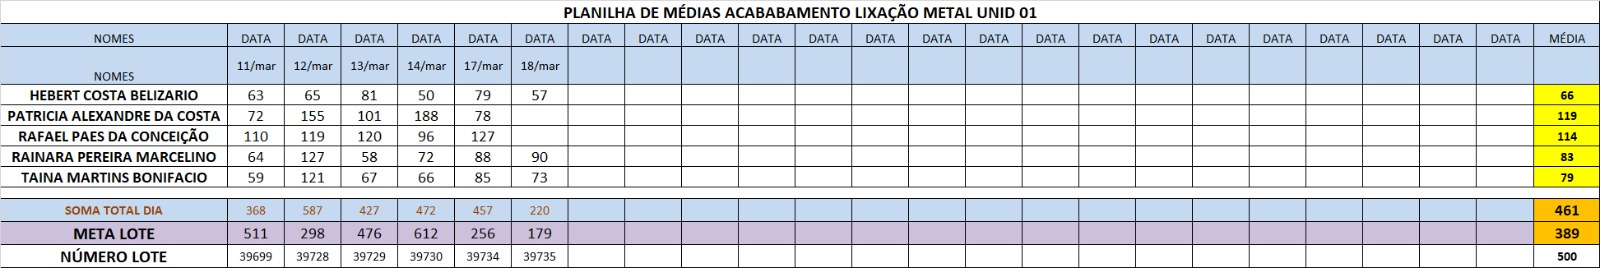 PLANILHA DE MÉDIAS ACABABAMENTO LIXAÇÃO METAL UNID 01
NOMES DATA DATA DATA DATA DATA DATA DATA DATA DATA DATA DATA DATA DATA DATA DATA DATA DATA DATA DATA DATA DATA DATA DATA MÉDIA
NOMES 11/mar 12/mar 13/mar 14/mar 17/mar 18/mar
HEBERT COSTA BELIZARIO 63 65 81 50 79 57 66
PATRICIA ALEXANDRE DA COSTA 72 155 101 188 78 119
RAFAEL PAES DA CONCEIÇÃO 110 119 120 96 127 114
RAINARA PEREIRA MARCELINO 64 127 58 72 88 90 83
TAINA MARTINS BONIFACIO 59 121 67 66 85 73 79
SOMA TOTAL DIA 368 587 427 472 457 220 461
META LOTE 511 298 476 612 256 179 389
NÚMERO LOTE 39699 39728 39729 39730 39734 39735 500